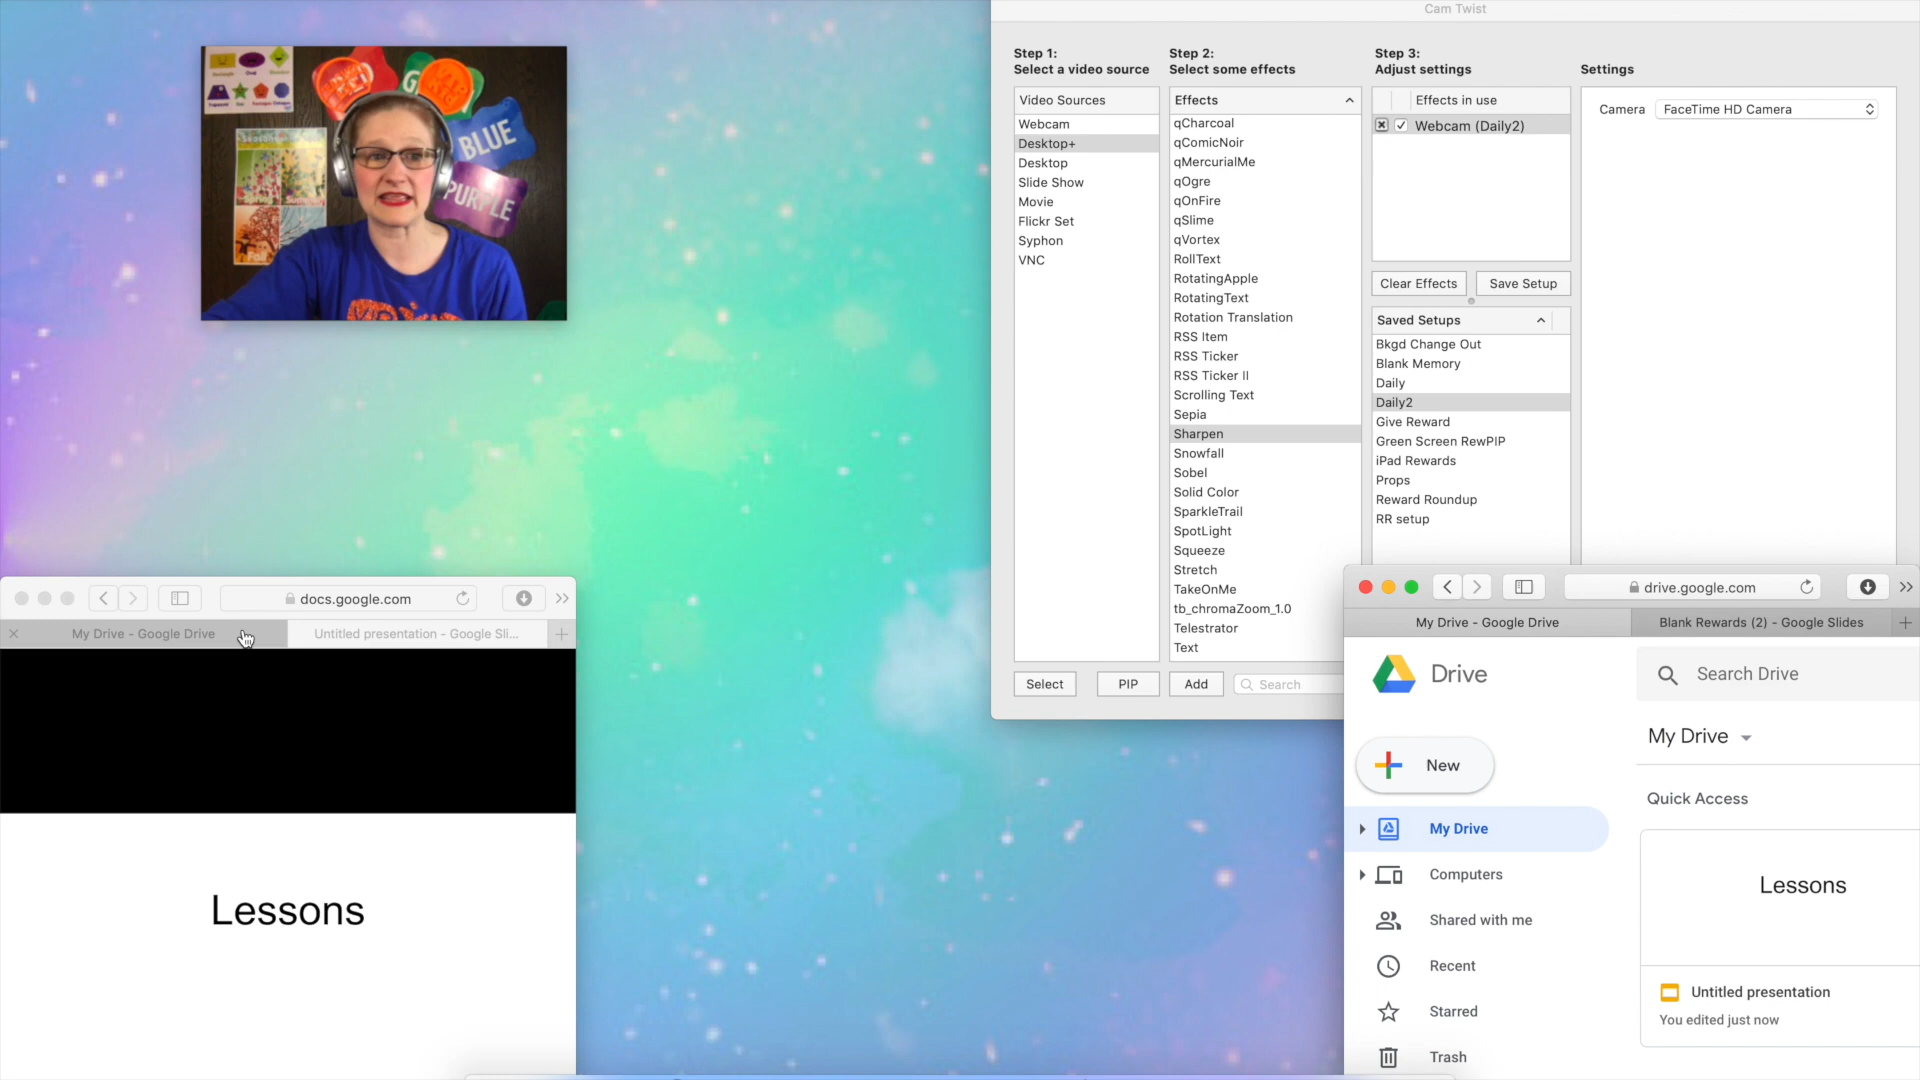 Cam Twist
Step 1:
Select a video source
Step 2:
Select some effects
Step 3:
Adjust settings
Settings
Video Sources
Webcam
Desktop+
Desktop
Slide Show
Movie
Flickr Set
Syphon
VNC
Effects
qCharcoal
qComicNoir
qMercurialMe
qOgre
qOnFire
qSlime
qVortex
RollText
RotatingApple
RotatingText
Rotation Translation
RSS Item
RSS Ticker
RSS Ticker II
Scrolling Text
Sepia
Sharpen
Snowfall
Sobel
Solid Color
SparkleTrail
SpotLight
Squeeze
Stretch
TakeOnMe
tb_chromaZoom_1.0
Telestrator
Text
Effects in use
Webcam (Daily2)
Clear Effects
Save Setup
Saved Setups
Bkgd Change Out
Blank Memory
Daily
Daily2
Give Reward
Green Screen RewPIP
iPad Rewards
Props
Reward Roundup
RR setup
Camera
FaceTime HD Camera
Select
PIP
Add
Search
BLUE
PURPLE
Fall
docs.google.com
My Drive - Google Drive
Untitled presentation - Google Sli...
Lessons
drive.google.com
My Drive - Google Drive
Blank Rewards (2) - Google Slides
Drive
Search Drive
New
My Drive
Computers
Shared with me
Recent
Starred
Trash
My Drive
Quick Access
Lessons
Untitled presentation
You edited just now